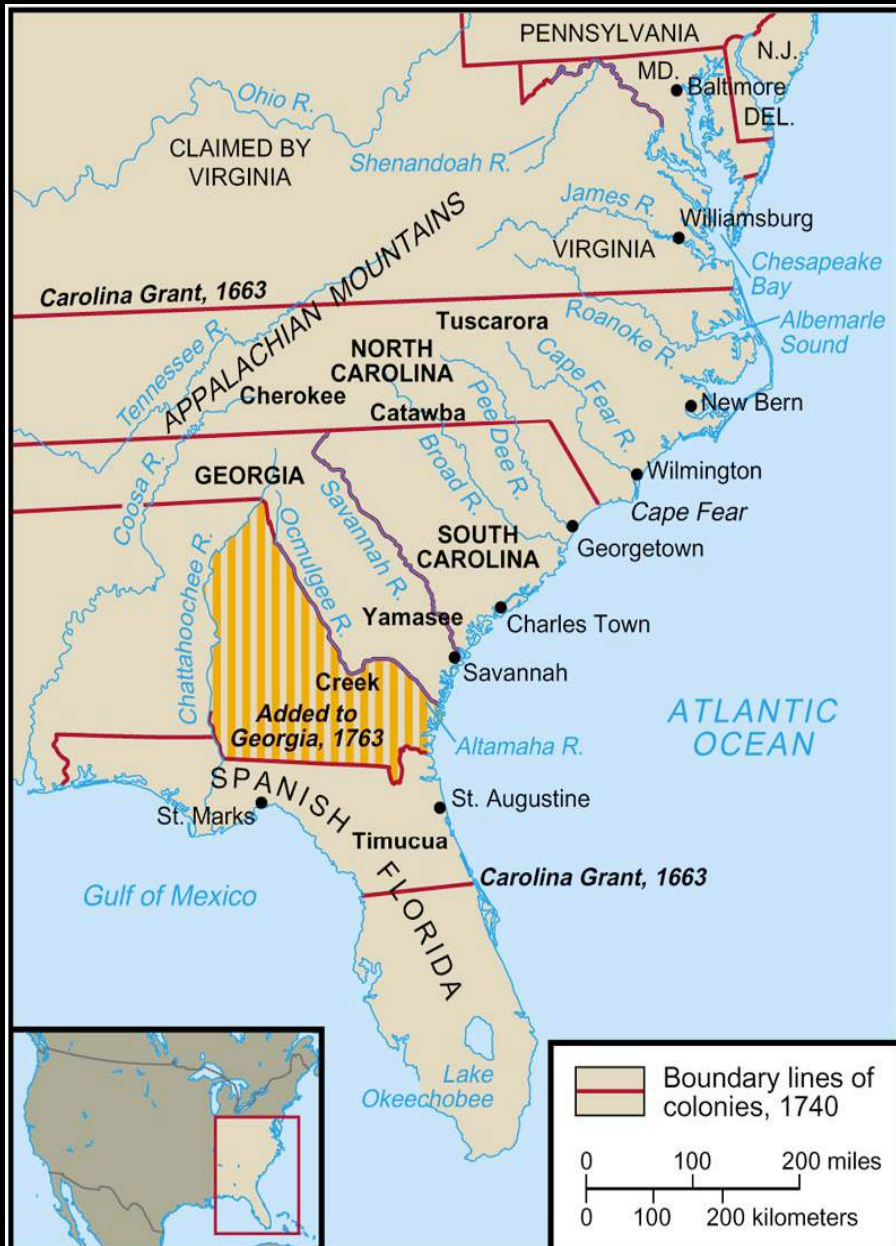 PENNSYLVANIA
N.J.
MD.
Baltimore
DEL.
Ohio R.
CLAIMED BY
VIRGINIA
Shenandoah R.
James R.
Williamsburg
VIRGINIA
Chesapeake
Bay
APPALACHIAN MOUNTAINS
Carolina Grant, 1663
Tuscarora
Roanoke R.
Albemarle
Sound
Tennessee R.
NORTH
CAROLINA
Cherokee
Catawba
Pee Dee R.
Cape Fear R.
New Bern
Broad R.
Wilmington
Cape Fear
Coosa R.
GEORGIA
Savannah R.
SOUTH
CAROLINA
Georgetown
Chattahoochee R.
Ocmulgee R.
Yamasee
Charles Town
Savannah
Creek
Added to
Georgia, 1763
Altamaha R.
ATLANTIC
OCEAN
SPANISH FLORIDA
St. Marks
St. Augustine
Timucua
Carolina Grant, 1663
Gulf of Mexico
Lake
Okeechobee
Boundary lines of
colonies, 1740
0 100 200 miles
0 100 200 kilometers